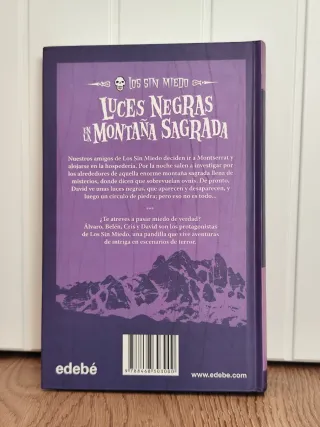 LOS SIN MIEDO
LUCES NEGRAS
EN LA MONTAÑA SAGRADA
Nuestros amigos de Los Sin Miedo deciden ir a Montserrat y
alojarse en la hospedería. Por la noche salen a investigar por
los alrededores de aquella enorme montaña sagrada llena de
misterios, donde dicen que sobrevuelan ovnis. De pronto,
David ve unas luces negras, que aparecen y desaparecen, y
luego un círculo de piedra; pero eso no es todo...
¿Te atreves a pasar miedo de verdad?
Álvaro, Belén, Cris y David son los protagonistas
de Los Sin Miedo, una pandilla que vive aventuras
de intriga en escenarios de terror.
edebé
www.edebe.com